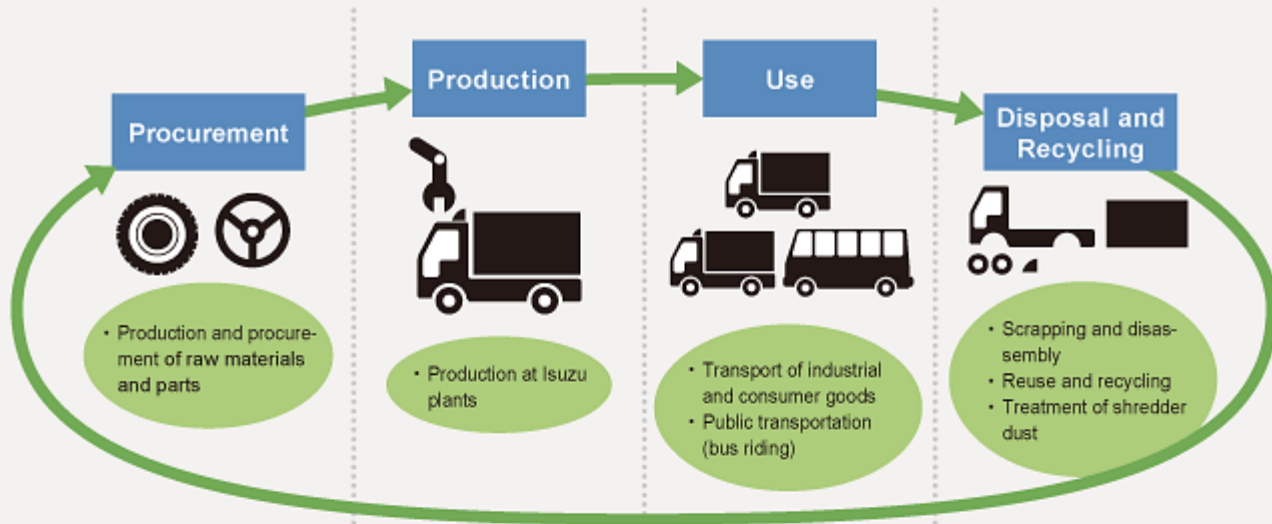 Procurement
Production
Use
Disposal and
Recycling
• Production and procure-
ment of raw materials
and parts
• Production at Isuzu
plants
• Transport of industrial
and consumer goods
• Public transportation
(bus riding)
• Scrapping and disas-
sembly
• Reuse and recycling
• Treatment of shredder
dust